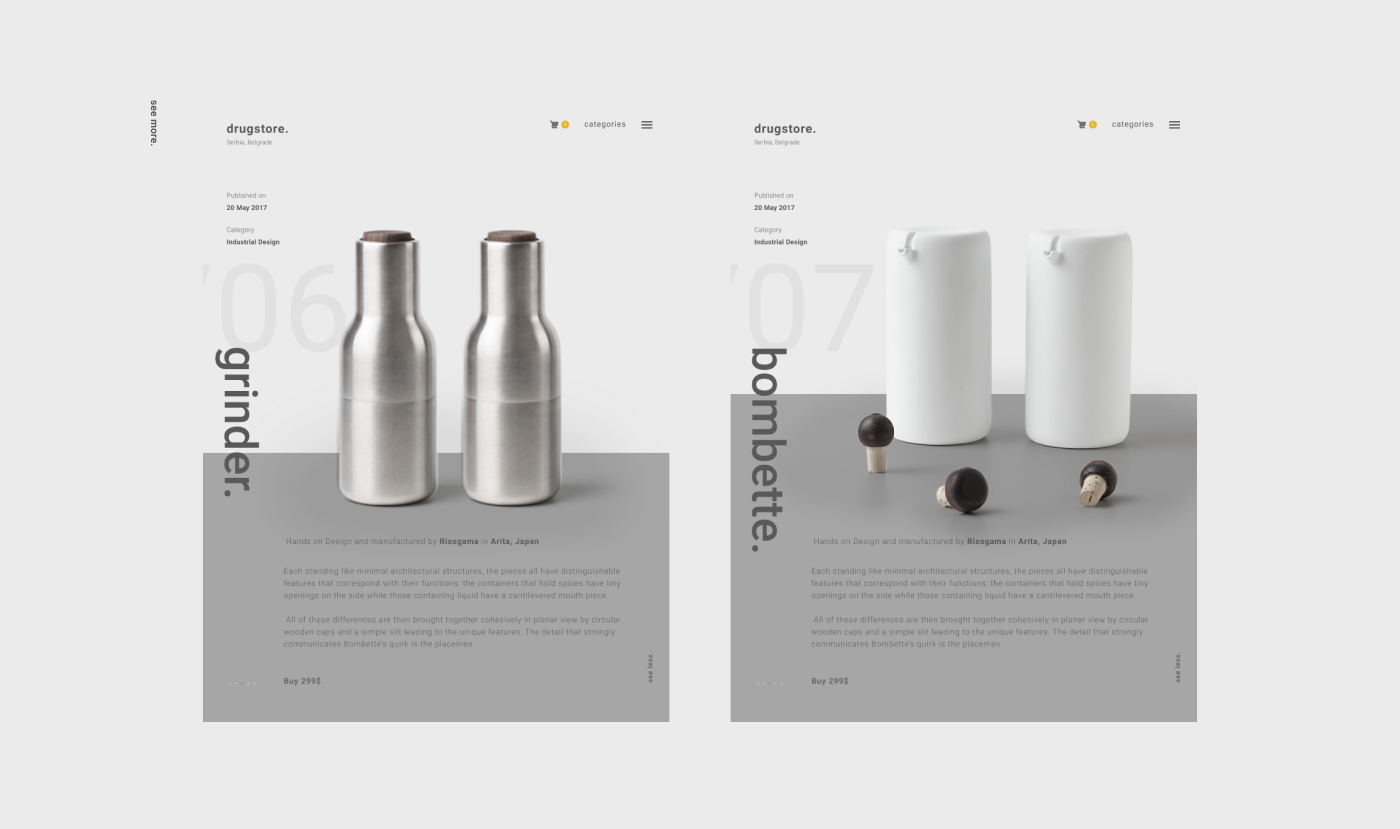 see more.
drugstore.
Serbia, Belgrade
categories
Published on
20 May 2017
Category
Industrial Design
'06
grinder.
Hands on Design and manufactured by Risogama in Arita, Japan
Each standing like minimal architectural structures, the pieces all have distinguishable
features that correspond with their functions: the containers that hold spices have tiny
openings on the side while those containing liquid have a cantilevered mouth piece.
All of these differences are then brought together cohesively in planar view by circular
wooden caps and a simple slit leading to the unique features. The detail that strongly
communicates Bombette's quirk is the placemen.
Buy 299$
see less.
drugstore.
Serbia, Belgrade
categories
Published on
20 May 2017
Category
Industrial Design
'07
bombette.
Hands on Design and manufactured by Risogama in Arita, Japan
Each standing like minimal architectural structures, the pieces all have distinguishable
features that correspond with their functions: the containers that hold spices have tiny
openings on the side while those containing liquid have a cantilevered mouth piece.
All of these differences are then brought together cohesively in planar view by circular
wooden caps and a simple slit leading to the unique features. The detail that strongly
communicates Bombette's quirk is the placemen.
Buy 299$
see less.